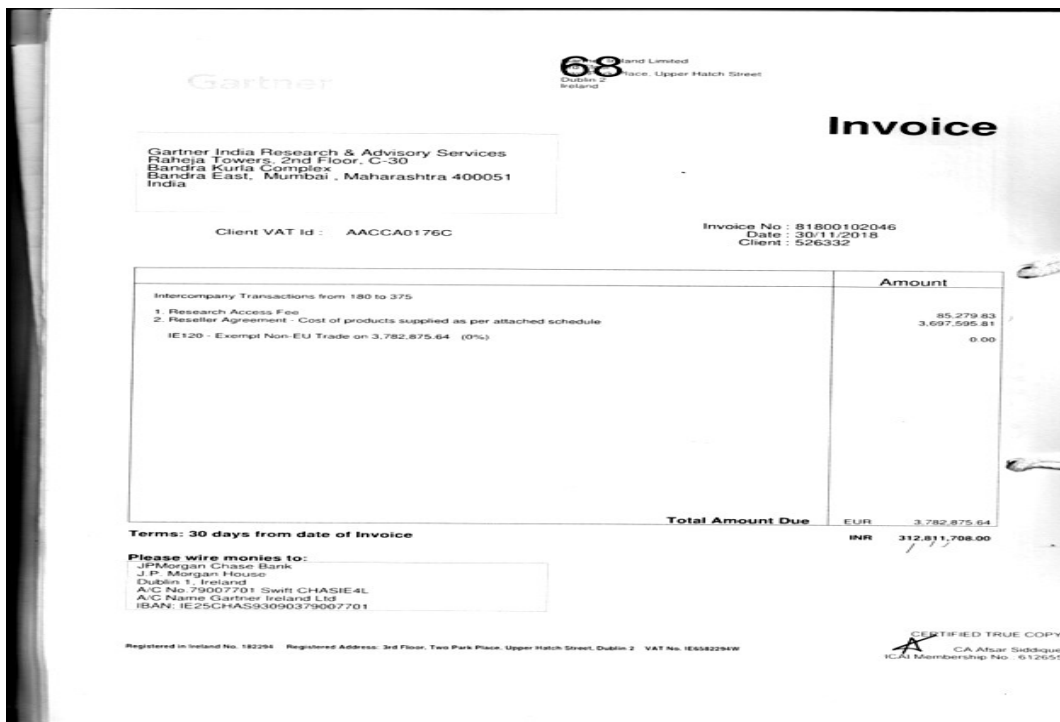 Gartner
68
land Limited
lace, Upper Hatch Street
Dublin 2
Ireland
Invoice
Gartner India Research & Advisory Services
Raheja Towers, 2nd Floor, C-30
Bandra Kurla Complex
Bandra East, Mumbai , Maharashtra 400051
India
Client VAT Id : AACCA0176C
Invoice No : 81800102046
Date : 30/11/2018
Client : 526332
Amount
Intercompany Transactions from 180 to 375
1. Research Access Fee 85,279.83
2. Reseller Agreement - Cost of products supplied as per attached schedule 3,697,595.81
IE120 - Exempt Non-EU Trade on 3,782,875.64 (0%) 0.00
Total Amount Due EUR 3,782,875.64
Terms: 30 days from date of Invoice
INR 312,811,708.00
Please wire monies to:
JPMorgan Chase Bank
J.P. Morgan House
Dublin 1, Ireland
A/C No.79007701 Swift CHASIE4L
A/C Name Gartner Ireland Ltd
IBAN: IE25CHAS93090379007701
Registered in Ireland No. 182294 Registered Address: 3rd Floor, Two Park Place, Upper Hatch Street, Dublin 2 VAT No. IE6582294W
CERTIFIED TRUE COPY
CA Afsar Siddique
ICAI Membership No.: 612655